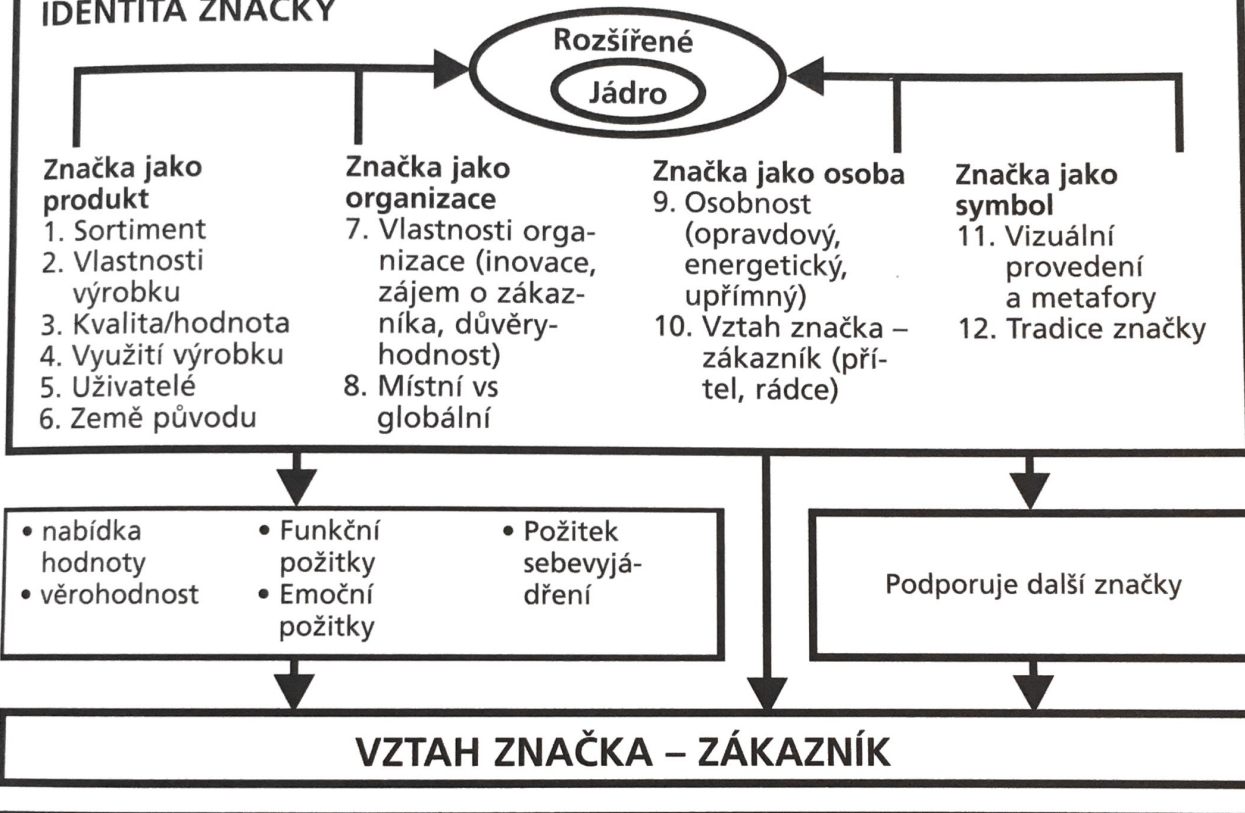 IDENTITA ZNAČKY
Rozšířené
Jádro
Značka jako
produkt
1. Sortiment
2. Vlastnosti
výrobku
3. Kvalita/hodnota
4. Využití výrobku
5. Uživatelé
6. Země původu
Značka jako
organizace
7. Vlastnosti orga-
nizace (inovace,
zájem o zákaz-
níka, důvěry-
hodnost)
8. Místní vs
globální
Značka jako osoba
9. Osobnost
(opravdový,
energetický,
upřímný)
10. Vztah značka –
zákazník (pří-
tel, rádce)
Značka jako
symbol
11. Vizuální
provedení
a metafory
12. Tradice značky
• nabídka
hodnoty
• věrohodnost
• Funkční
požitky
• Emoční
požitky
• Požitek
sebevyjá-
dření
Podporuje další značky
VZTAH ZNAČKA – ZÁKAZNÍK